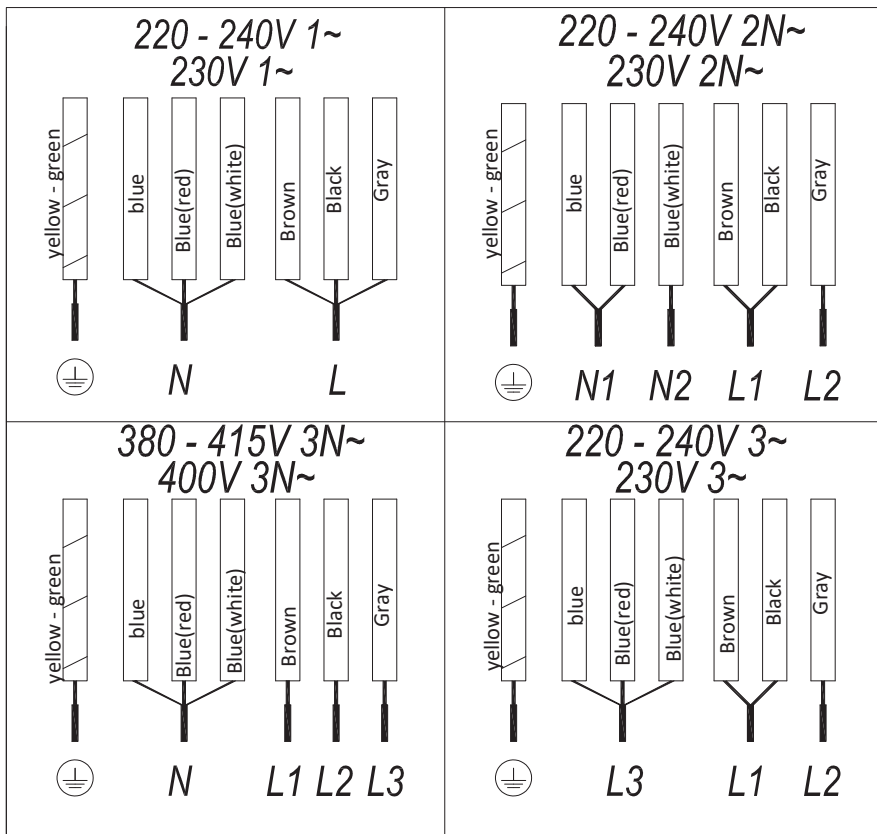 220 - 240V 1~
230V 1~
yellow - green
blue
Blue(red)
Blue(white)
Brown
Black
Gray
N
L
220 - 240V 2N~
230V 2N~
yellow - green
blue
Blue(red)
Blue(white)
Brown
Black
Gray
N1
N2
L1
L2
380 - 415V 3N~
400V 3N~
yellow - green
blue
Blue(red)
Blue(white)
Brown
Black
Gray
N
L1
L2
L3
220 - 240V 3~
230V 3~
yellow - green
blue
Blue(red)
Blue(white)
Brown
Black
Gray
L3
L1
L2